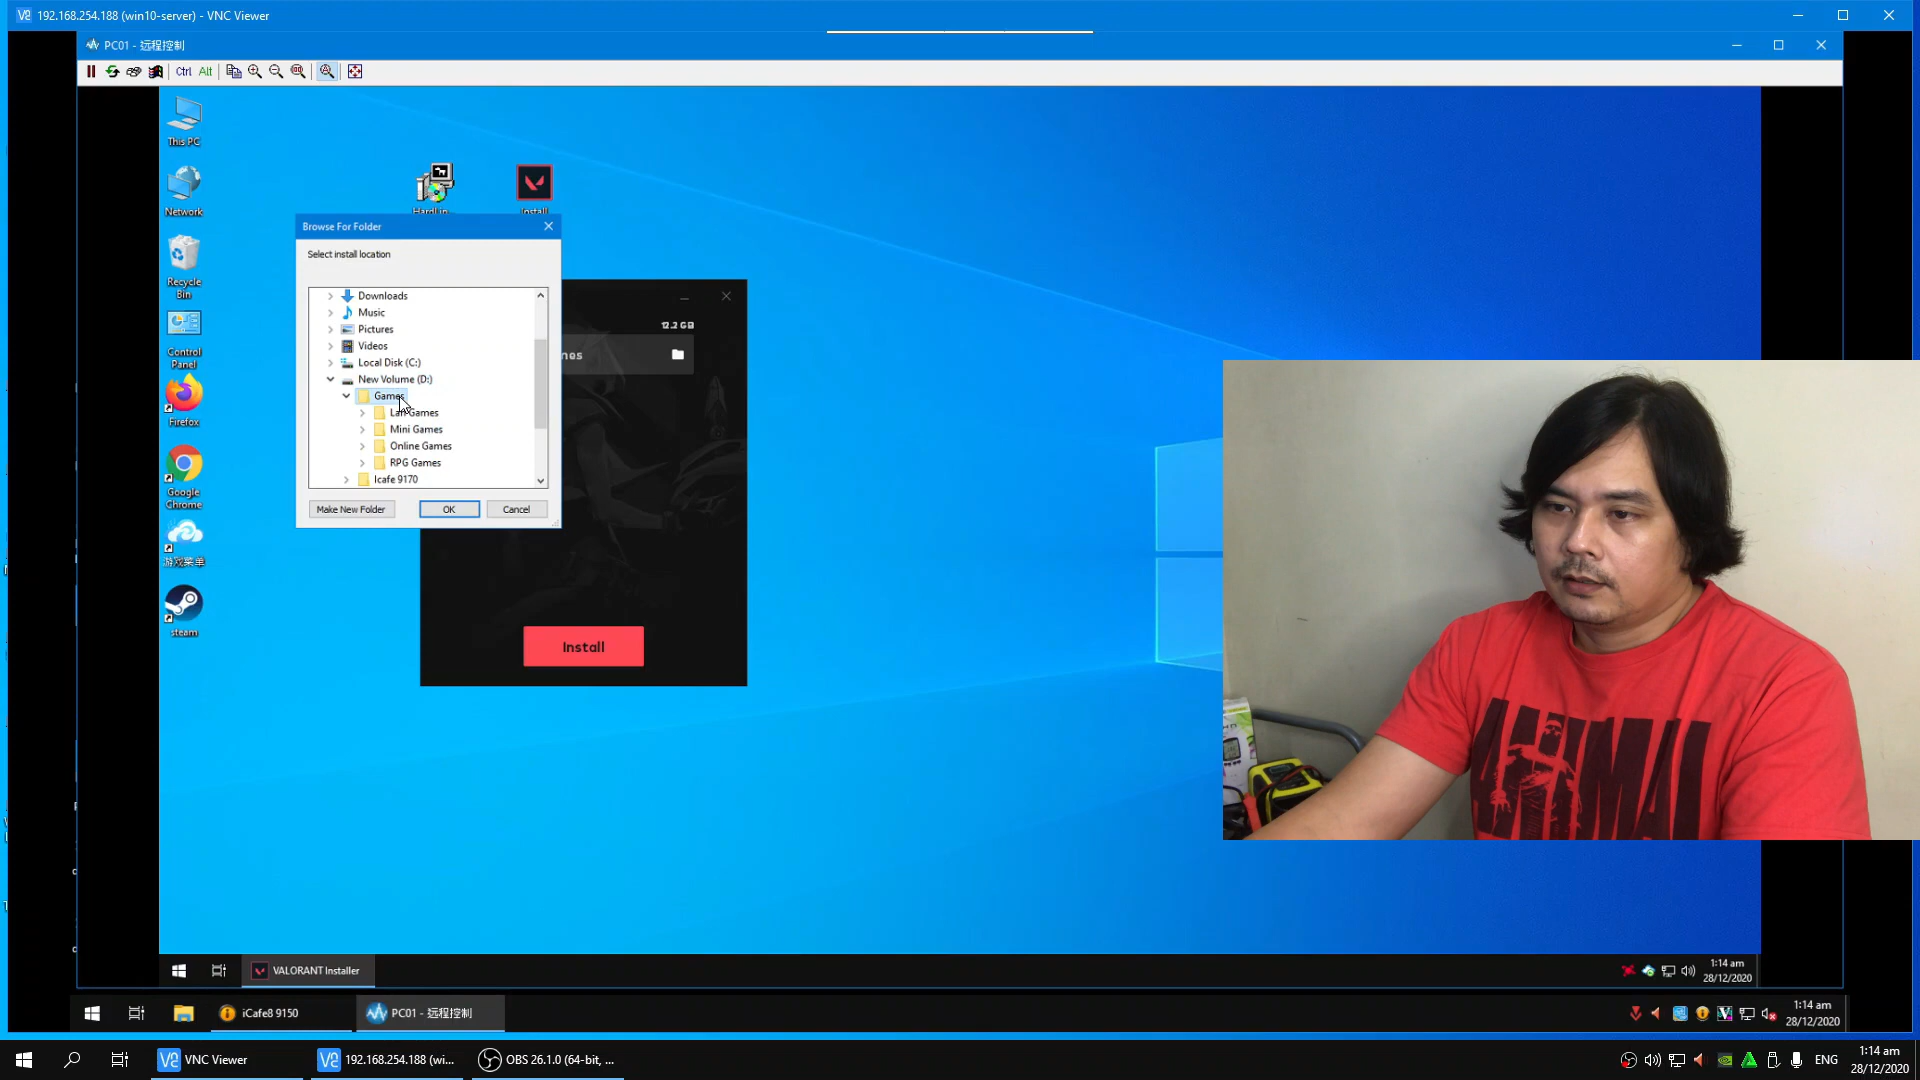 192.168.254.188 (win10-server) - VNC Viewer
PC01 - 远程控制
Ctrl Alt
This PC
Network
Recycle
Bin
Control
Panel
Firefox
Google
Chrome
游戏菜单
steam
Install
Browse For Folder
Select install location
Downloads
Music
Pictures
Videos
Local Disk (C:)
New Volume (D:)
Games
Lan Games
Mini Games
Online Games
RPG Games
Icafe 9170
Make New Folder
OK
Cancel
12.2 GB
Install
ANIMAL
VALORANT Installer
1:14 am
28/12/2020
iCafe8 9150
PC01 - 远程控制
1:14 am
28/12/2020
VNC Viewer
192.168.254.188 (wi...
OBS 26.1.0 (64-bit, ...
ENG
1:14 am
28/12/2020